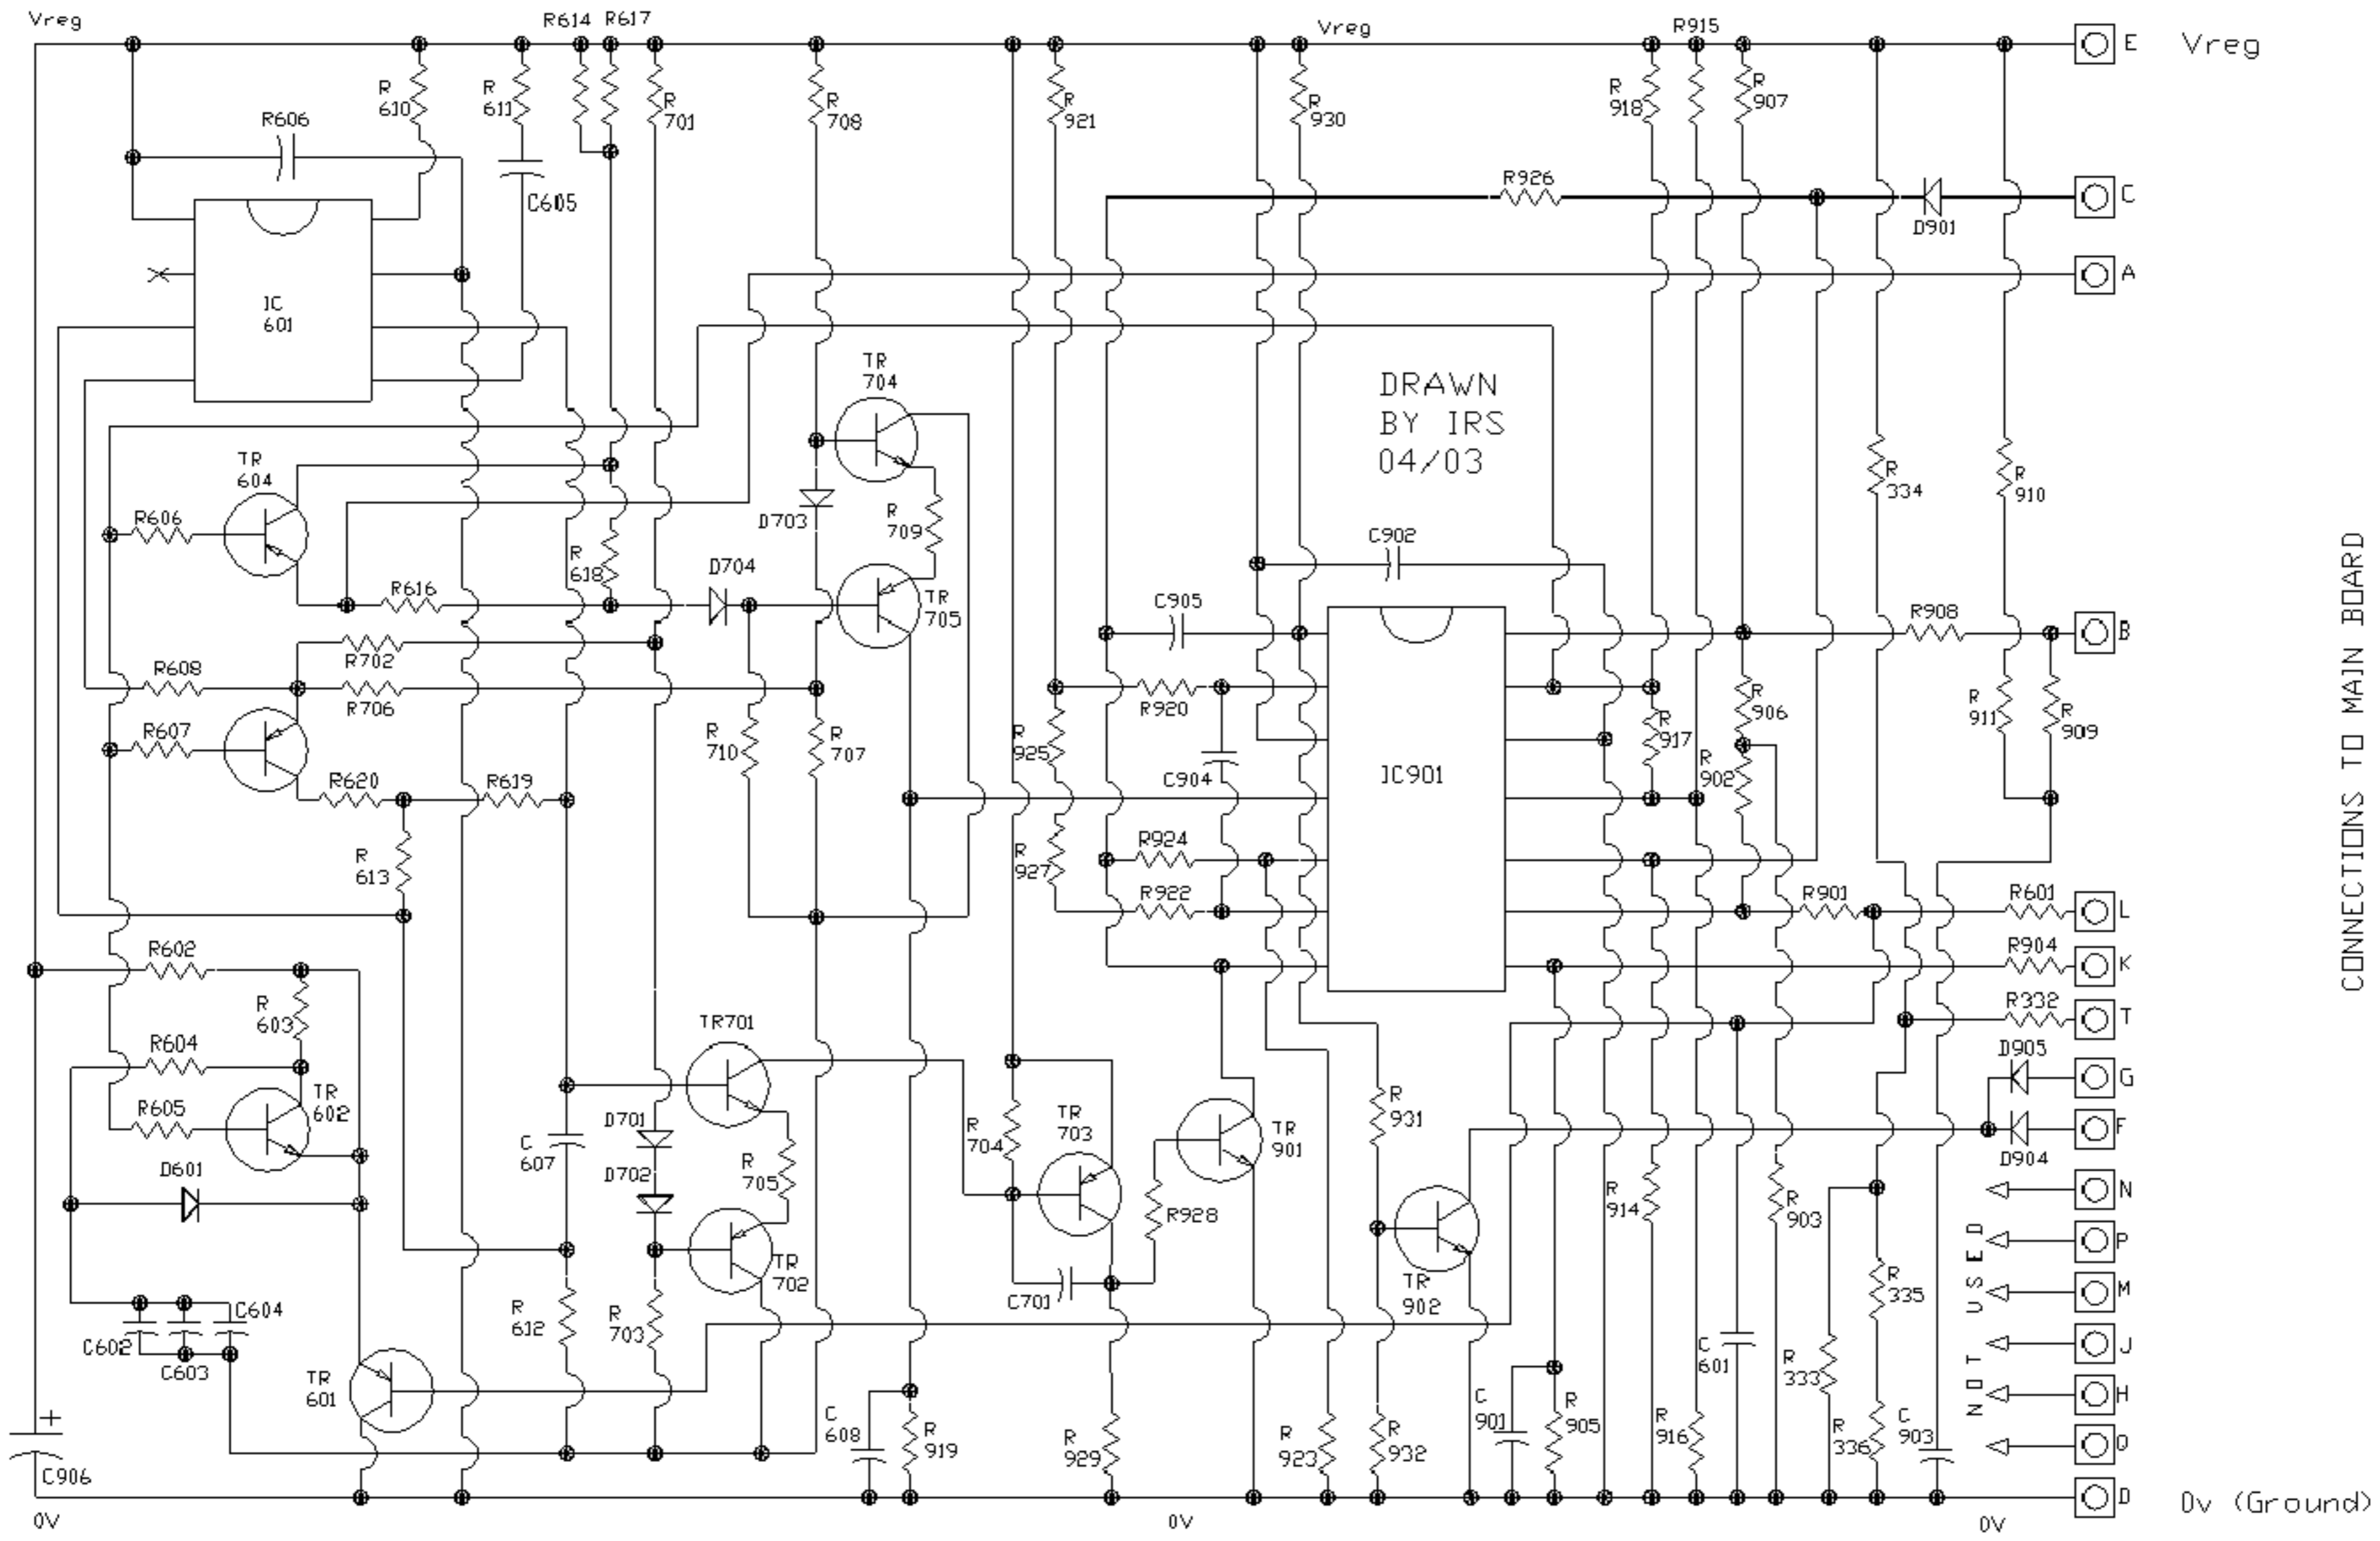 Vreg
R614 R617
Vreg
R915
E Vreg
R
610
R
611
R
701
R
708
R
921
R
930
R
918
R
907
R606
C605
R926
D901
C
A
IC
601
TR
704
DRAWN
BY IRS
04/03
TR
604
R606
D703
R
709
R
334
R
910
CONNECTIONS TO MAIN BOARD
C902
R
618
D704
R616
TR
705
C905
R908
B
R702
R608
R706
R920
R607
R
710
R
707
R
925
C904
IC901
R
917
R
906
R
902
R
911
R
909
R620
R619
R
613
R924
R
927
R922
R901
R601
L
R602
R904
K
R
603
R332
T
TR701
R604
D905
G
R605
TR
602
D701
R
704
TR
703
TR
901
R
931
F
D904
D601
C
607
D702
R
705
R928
R
914
R
903
N
TR
702
TR
902
P
R
335
M
C701
C604
C602
C603
R
612
R
703
C
601
R
333
J
NOT USED
TR
601
H
C
608
R
919
R
929
R
923
R
932
C
901
R
905
R
916
R
336
C
903
O
+
C906
D 0v (Ground)
0V
0V
0V